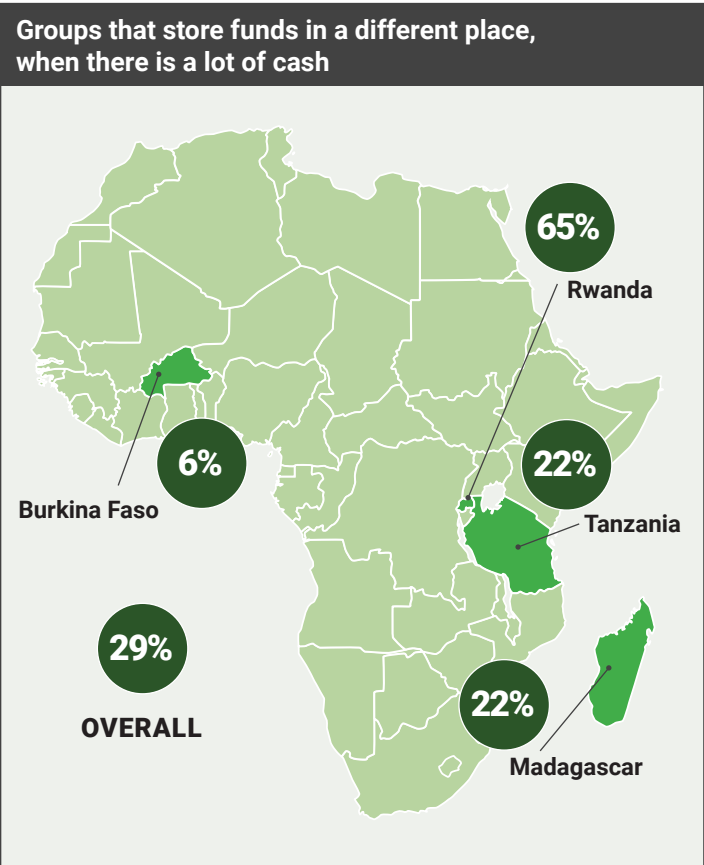 Groups that store funds in a different place,
when there is a lot of cash
65%
Rwanda
6%
Burkina Faso
22%
Tanzania
29%
OVERALL
22%
Madagascar